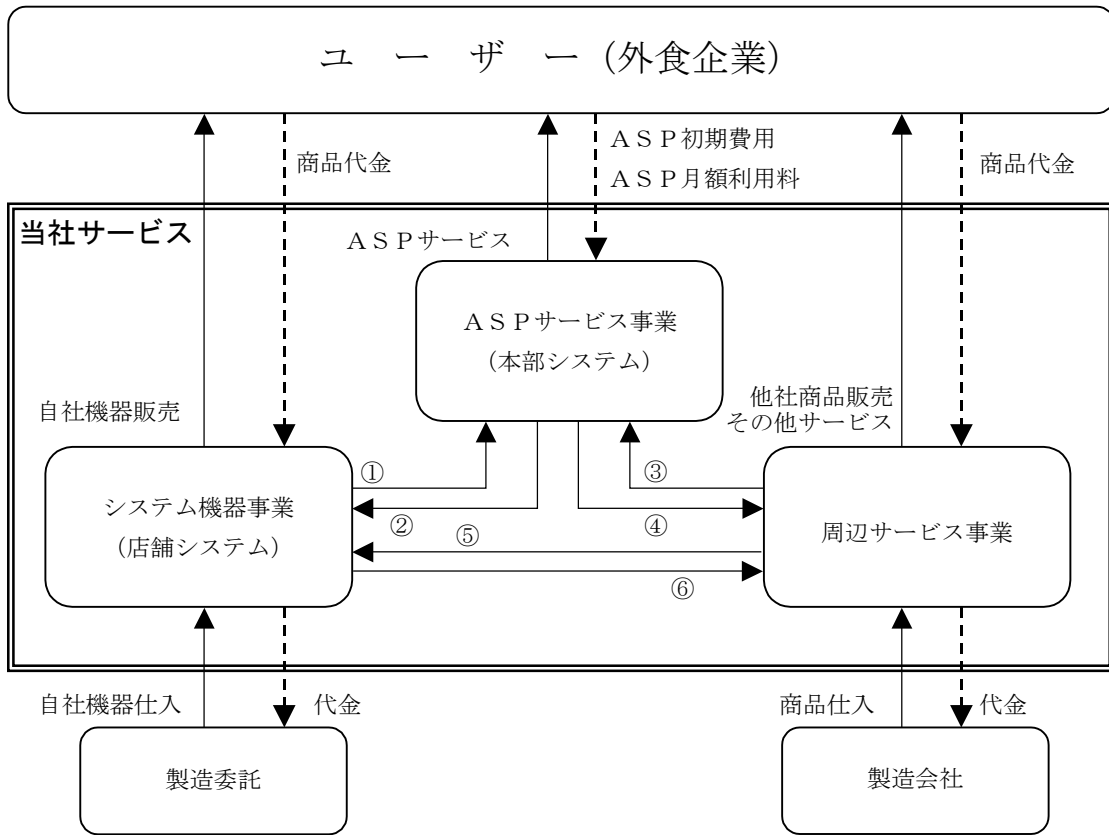 ユーザー(外食企業)
商品代金
ASP初期費用
ASP月額利用料
商品代金
当社サービス
ASPサービス
ASPサービス事業
(本部システム)
自社機器販売
他社商品販売
その他サービス
①
③
システム機器事業
(店舗システム)
②
⑤
④
周辺サービス事業
⑥
自社機器仕入
代金
商品仕入
代金
製造委託
製造会社